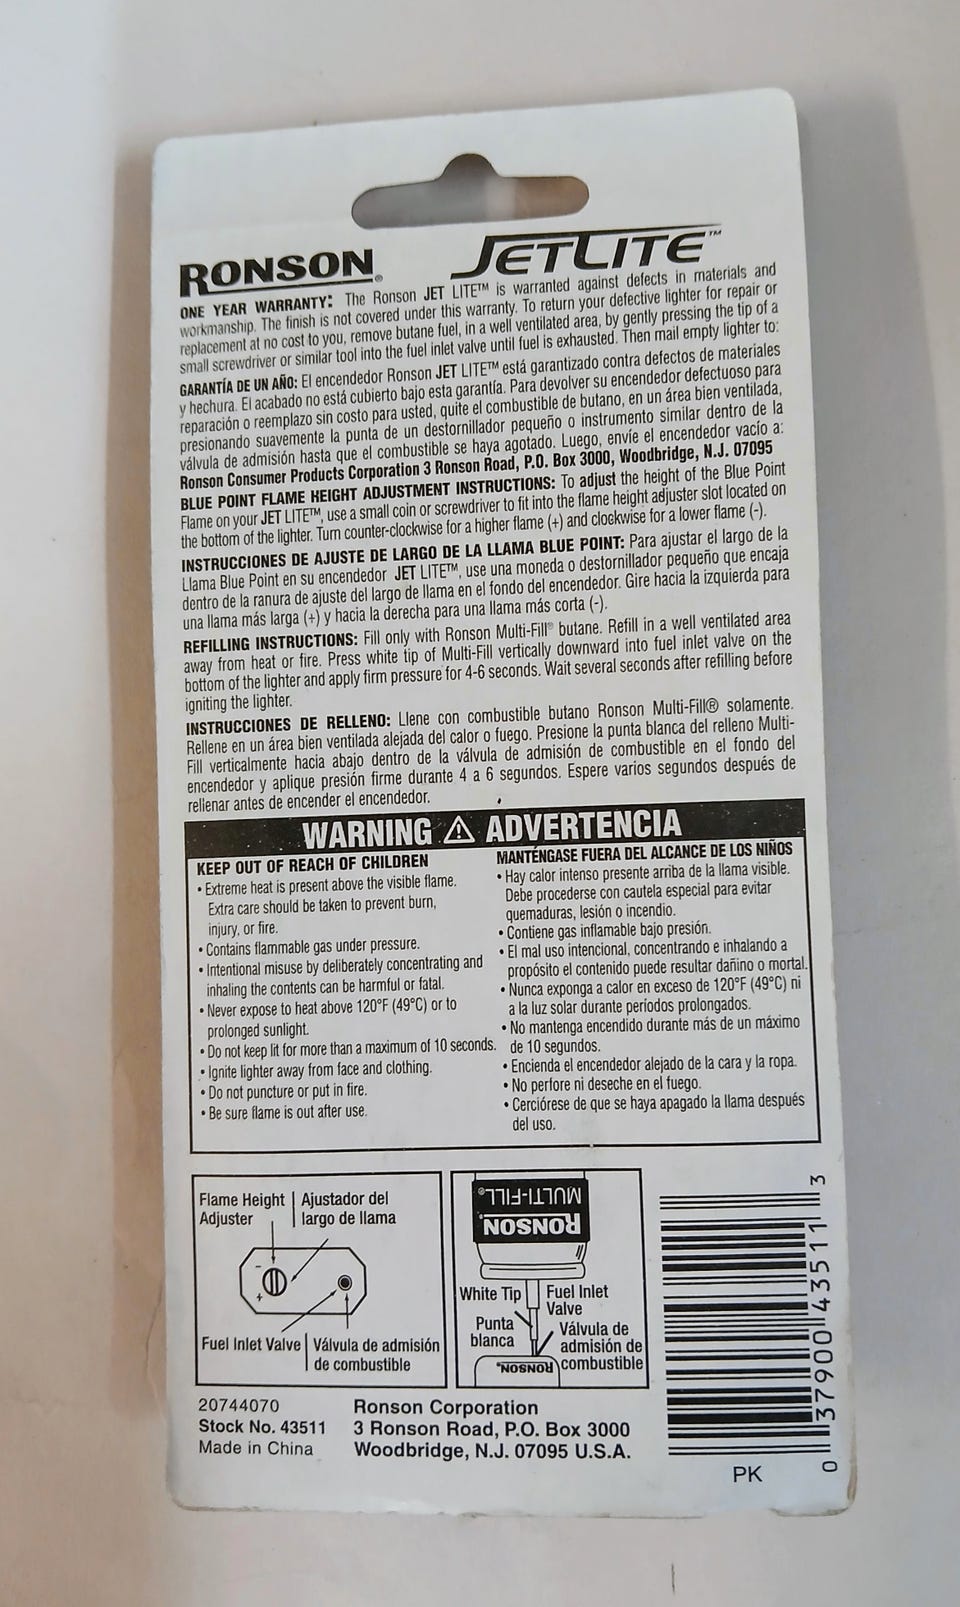 RONSON® JETLITE™
ONE YEAR WARRANTY: The Ronson JET LITE™ is warranted against defects in materials and
workmanship. The finish is not covered under this warranty. To return your defective lighter for repair or
replacement at no cost to you, remove butane fuel, in a well ventilated area, by gently pressing the tip of a
small screwdriver or similar tool into the fuel inlet valve until fuel is exhausted. Then mail empty lighter to:
GARANTÍA DE UN AÑO: El encendedor Ronson JET LITE™ está garantizado contra defectos de materiales
y hechura. El acabado no está cubierto bajo esta garantía. Para devolver su encendedor defectuoso para
reparación o reemplazo sin costo para usted, quite el combustible de butano, en un área bien ventilada,
presionando suavemente la punta de un destornillador pequeño o instrumento similar dentro de la
válvula de admisión hasta que el combustible se haya agotado. Luego, envíe el encendedor vacío a:
Ronson Consumer Products Corporation 3 Ronson Road, P.O. Box 3000, Woodbridge, N.J. 07095
BLUE POINT FLAME HEIGHT ADJUSTMENT INSTRUCTIONS: To adjust the height of the Blue Point
Flame on your JET LITE™, use a small coin or screwdriver to fit into the flame height adjuster slot located on
the bottom of the lighter. Turn counter-clockwise for a higher flame (+) and clockwise for a lower flame (-).
INSTRUCCIONES DE AJUSTE DE LARGO DE LA LLAMA BLUE POINT: Para ajustar el largo de la
Llama Blue Point en su encendedor JET LITE™, use una moneda o destornillador pequeño que encaja
dentro de la ranura de ajuste del largo de llama en el fondo del encendedor. Gire hacia la izquierda para
una llama más larga (+) y hacia la derecha para una llama más corta (-).
REFILLING INSTRUCTIONS: Fill only with Ronson Multi-Fill® butane. Refill in a well ventilated area
away from heat or fire. Press white tip of Multi-Fill vertically downward into fuel inlet valve on the
bottom of the lighter and apply firm pressure for 4-6 seconds. Wait several seconds after refilling before
igniting the lighter.
INSTRUCCIONES DE RELLENO: Llene con combustible butano Ronson Multi-Fill® solamente.
Rellene en un área bien ventilada alejada del calor o fuego. Presione la punta blanca del relleno Multi-
Fill verticalmente hacia abajo dentro de la válvula de admisión de combustible en el fondo del
encendedor y aplique presión firme durante 4 a 6 segundos. Espere varios segundos después de
rellenar antes de encender el encendedor.
WARNING ⚠ ADVERTENCIA
KEEP OUT OF REACH OF CHILDREN
• Extreme heat is present above the visible flame.
Extra care should be taken to prevent burn,
injury, or fire.
• Contains flammable gas under pressure.
• Intentional misuse by deliberately concentrating and
inhaling the contents can be harmful or fatal.
• Never expose to heat above 120°F (49°C) or to
prolonged sunlight.
• Do not keep lit for more than a maximum of 10 seconds.
• Ignite lighter away from face and clothing.
• Do not puncture or put in fire.
• Be sure flame is out after use.
MANTÉNGASE FUERA DEL ALCANCE DE LOS NIÑOS
• Hay calor intenso presente arriba de la llama visible.
Debe procederse con cautela especial para evitar
quemaduras, lesión o incendio.
• Contiene gas inflamable bajo presión.
• El mal uso intencional, concentrando e inhalando a
propósito el contenido puede resultar dañino o mortal.
• Nunca exponga a calor en exceso de 120°F (49°C) ni
a la luz solar durante períodos prolongados.
• No mantenga encendido durante más de un máximo
de 10 segundos.
• Encienda el encendedor alejado de la cara y la ropa.
• No perfore ni deseche en el fuego.
• Cerciórese de que se haya apagado la llama después
del uso.
Flame Height
Adjuster
Ajustador del
largo de llama
-
+
Fuel Inlet Valve
Válvula de admisión
de combustible
RONSON
MULTI-FILL®
White Tip
Fuel Inlet
Valve
Punta
blanca
Válvula de
admisión de
combustible
RONSON®
20744070
Stock No. 43511
Made in China
Ronson Corporation
3 Ronson Road, P.O. Box 3000
Woodbridge, N.J. 07095 U.S.A.
0 37900 43511 3
PK